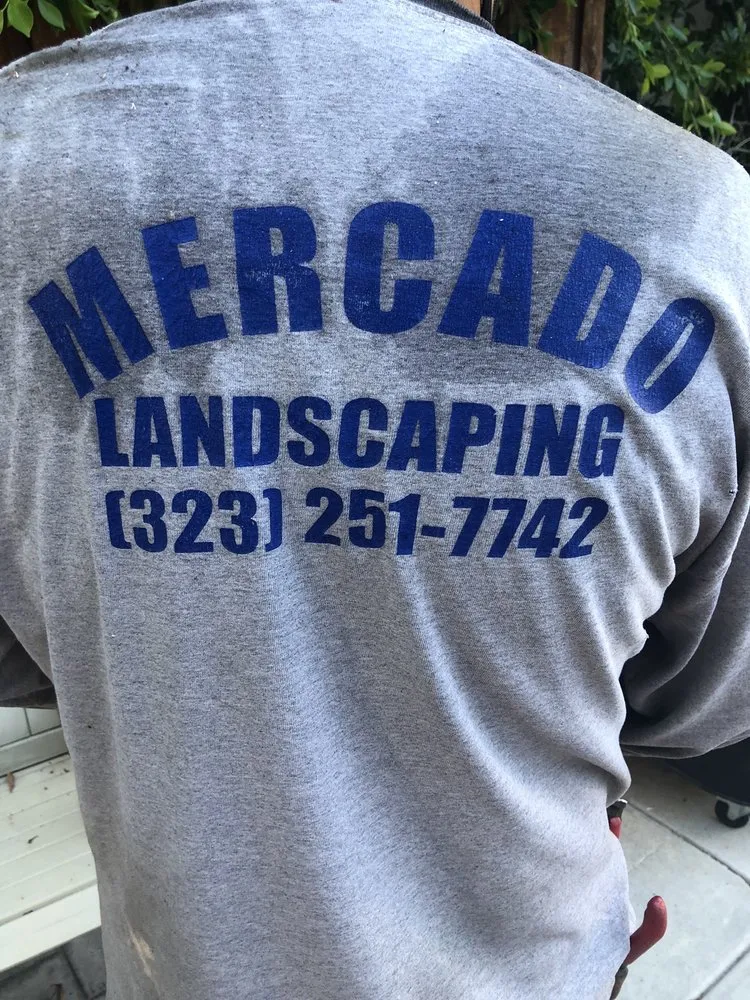 MERCADO
LANDSCAPING
(323) 251-7742